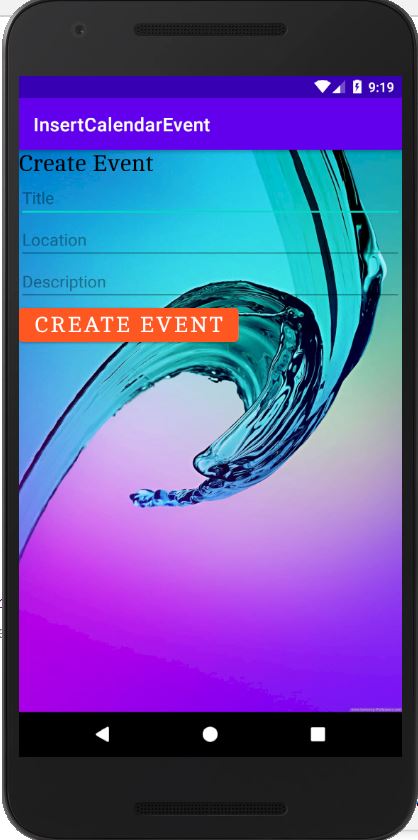 9:19
InsertCalendarEvent
Create Event
Title
Location
Description
CREATE EVENT